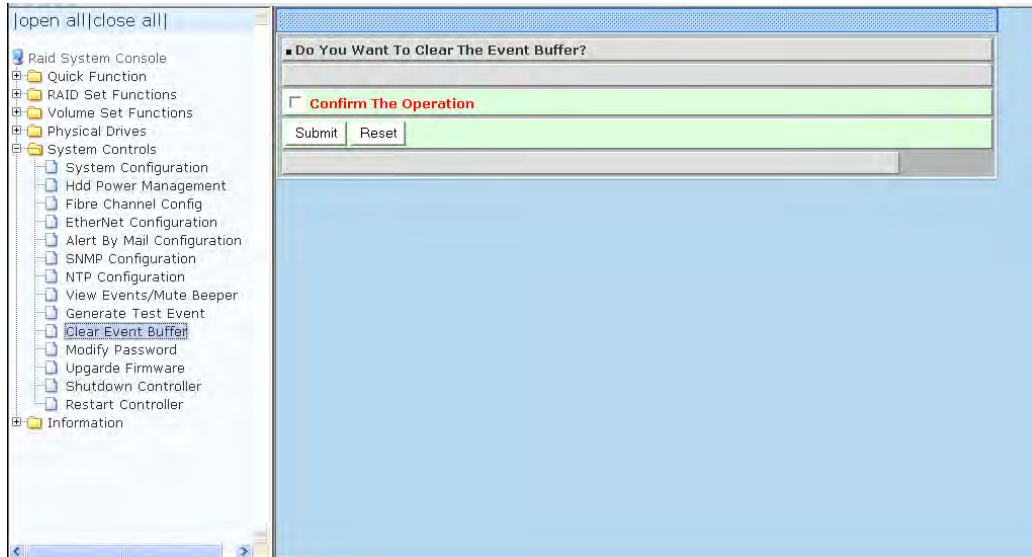 |open all|close all|
Raid System Console
Quick Function
RAID Set Functions
Volume Set Functions
Physical Drives
System Controls
System Configuration
Hdd Power Management
Fibre Channel Config
EtherNet Configuration
Alert By Mail Configuration
SNMP Configuration
NTP Configuration
View Events/Mute Beeper
Generate Test Event
Clear Event Buffer
Modify Password
Upgarde Firmware
Shutdown Controller
Restart Controller
Information
Do You Want To Clear The Event Buffer?
Confirm The Operation
Submit Reset